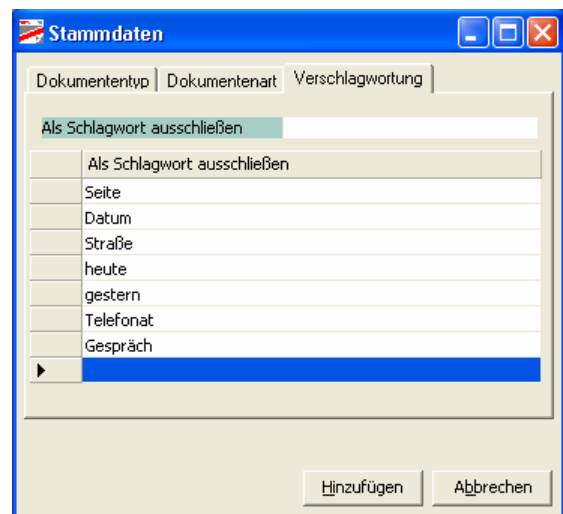 Stammdaten
Dokumententyp Dokumentenart Verschlagwortung
Als Schlagwort ausschließen
Als Schlagwort ausschließen
Seite
Datum
Straße
heute
gestern
Telefonat
Gespräch
Hinzufügen Abbrechen